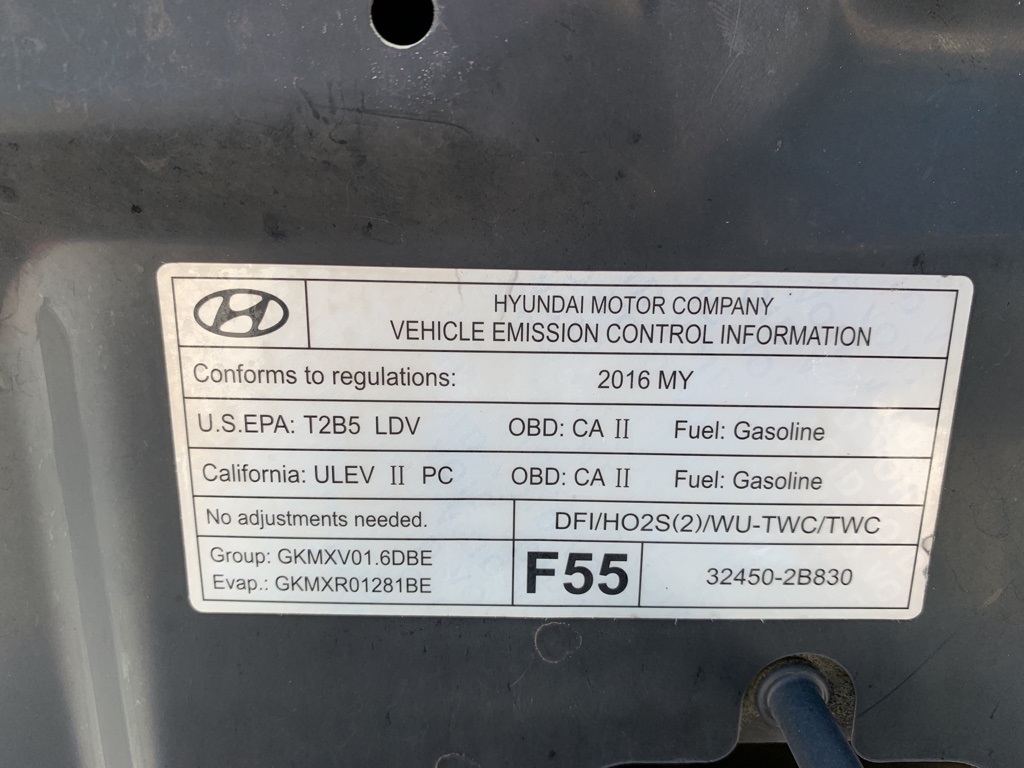 HYUNDAI MOTOR COMPANY
VEHICLE EMISSION CONTROL INFORMATION
Conforms to regulations: 2016 MY
U.S.EPA: T2B5 LDV OBD: CA II Fuel: Gasoline
California: ULEV II PC OBD: CA II Fuel: Gasoline
No adjustments needed. DFI/HO2S(2)/WU-TWC/TWC
Group: GKMXV01.6DBE
Evap.: GKMXR01281BE
F55
32450-2B830